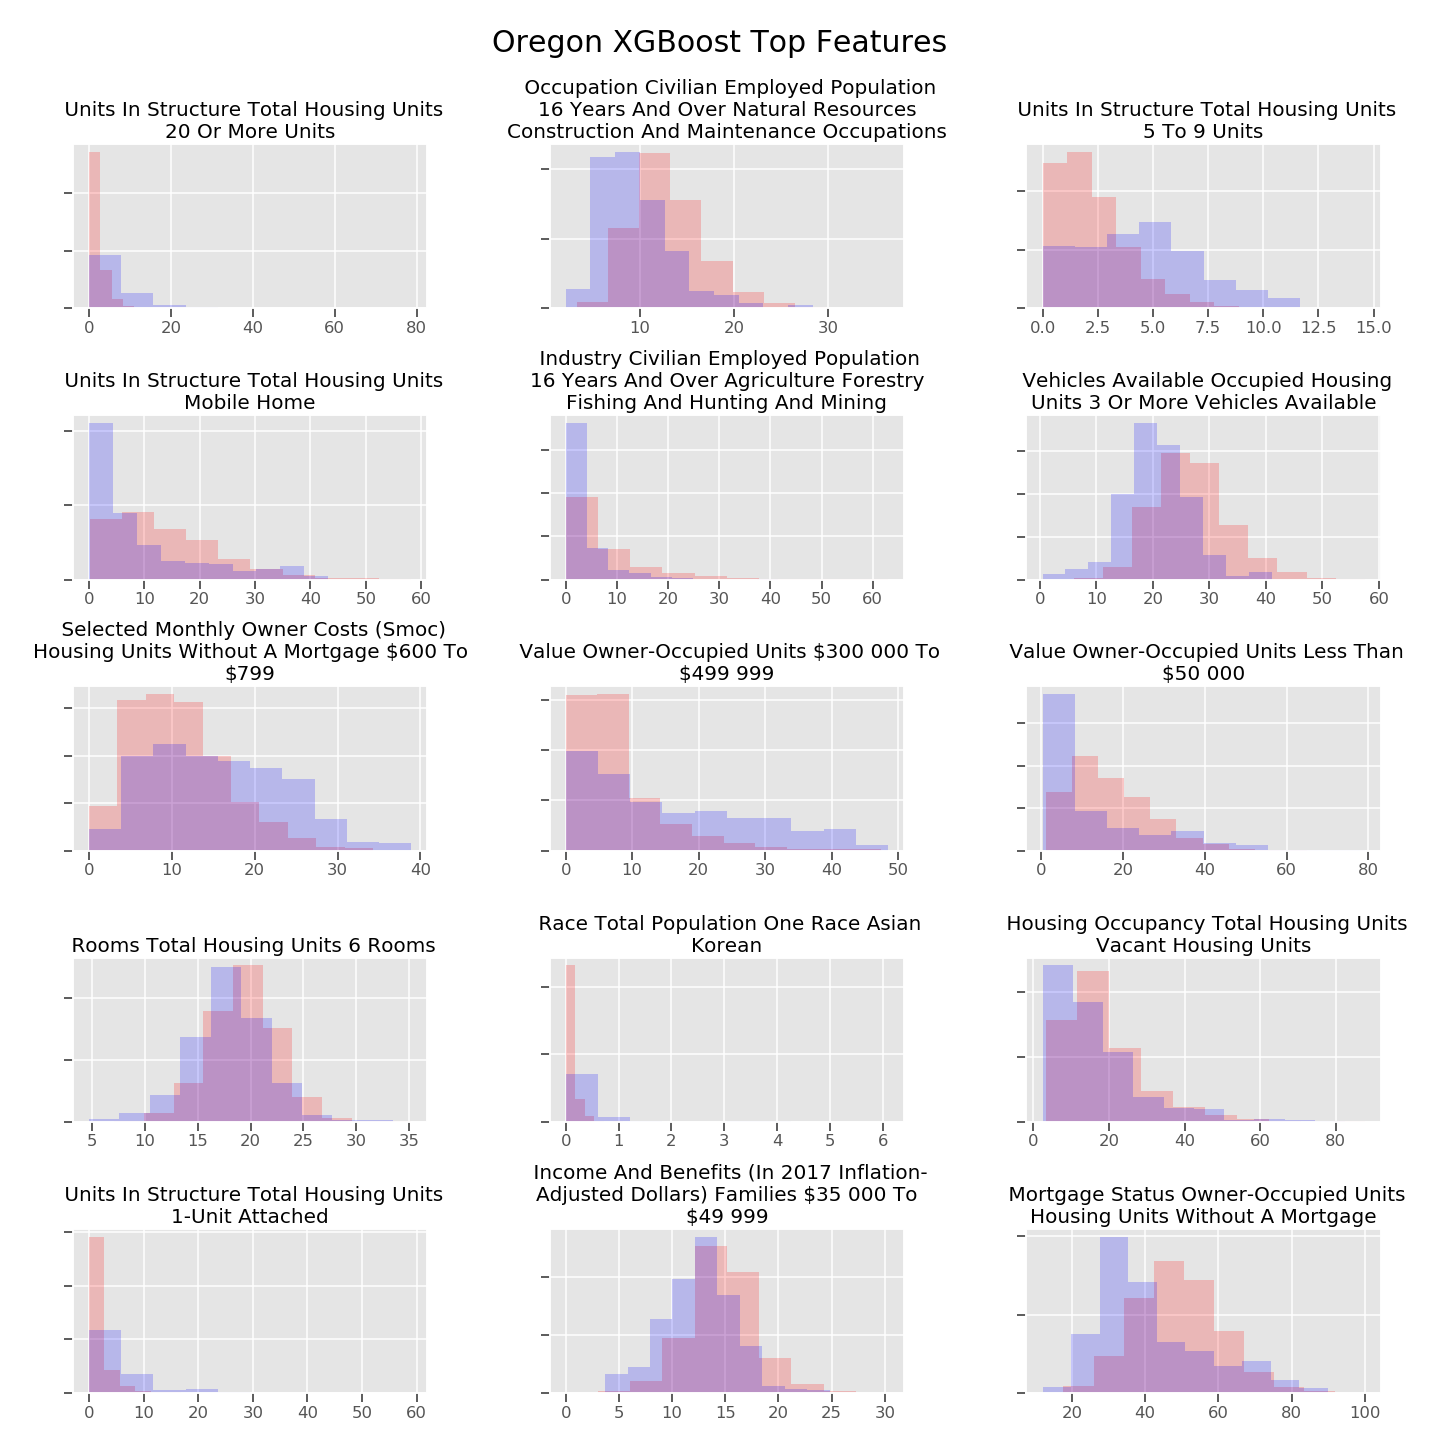 Oregon XGBoost Top Features
Units In Structure Total Housing Units
20 Or More Units
0 20 40 60 80
Occupation Civilian Employed Population
16 Years And Over Natural Resources
Construction And Maintenance Occupations
10 20 30
Units In Structure Total Housing Units
5 To 9 Units
0.0 2.5 5.0 7.5 10.0 12.5 15.0
Units In Structure Total Housing Units
Mobile Home
0 10 20 30 40 50 60
Industry Civilian Employed Population
16 Years And Over Agriculture Forestry
Fishing And Hunting And Mining
0 10 20 30 40 50 60
Vehicles Available Occupied Housing
Units 3 Or More Vehicles Available
0 10 20 30 40 50 60
Selected Monthly Owner Costs (Smoc)
Housing Units Without A Mortgage $600 To
$799
0 10 20 30 40
Value Owner-Occupied Units $300 000 To
$499 999
0 10 20 30 40 50
Value Owner-Occupied Units Less Than
$50 000
0 20 40 60 80
Rooms Total Housing Units 6 Rooms
5 10 15 20 25 30 35
Race Total Population One Race Asian
Korean
0 1 2 3 4 5 6
Housing Occupancy Total Housing Units
Vacant Housing Units
0 20 40 60 80
Units In Structure Total Housing Units
1-Unit Attached
0 10 20 30 40 50 60
Income And Benefits (In 2017 Inflation-
Adjusted Dollars) Families $35 000 To
$49 999
0 5 10 15 20 25 30
Mortgage Status Owner-Occupied Units
Housing Units Without A Mortgage
20 40 60 80 100